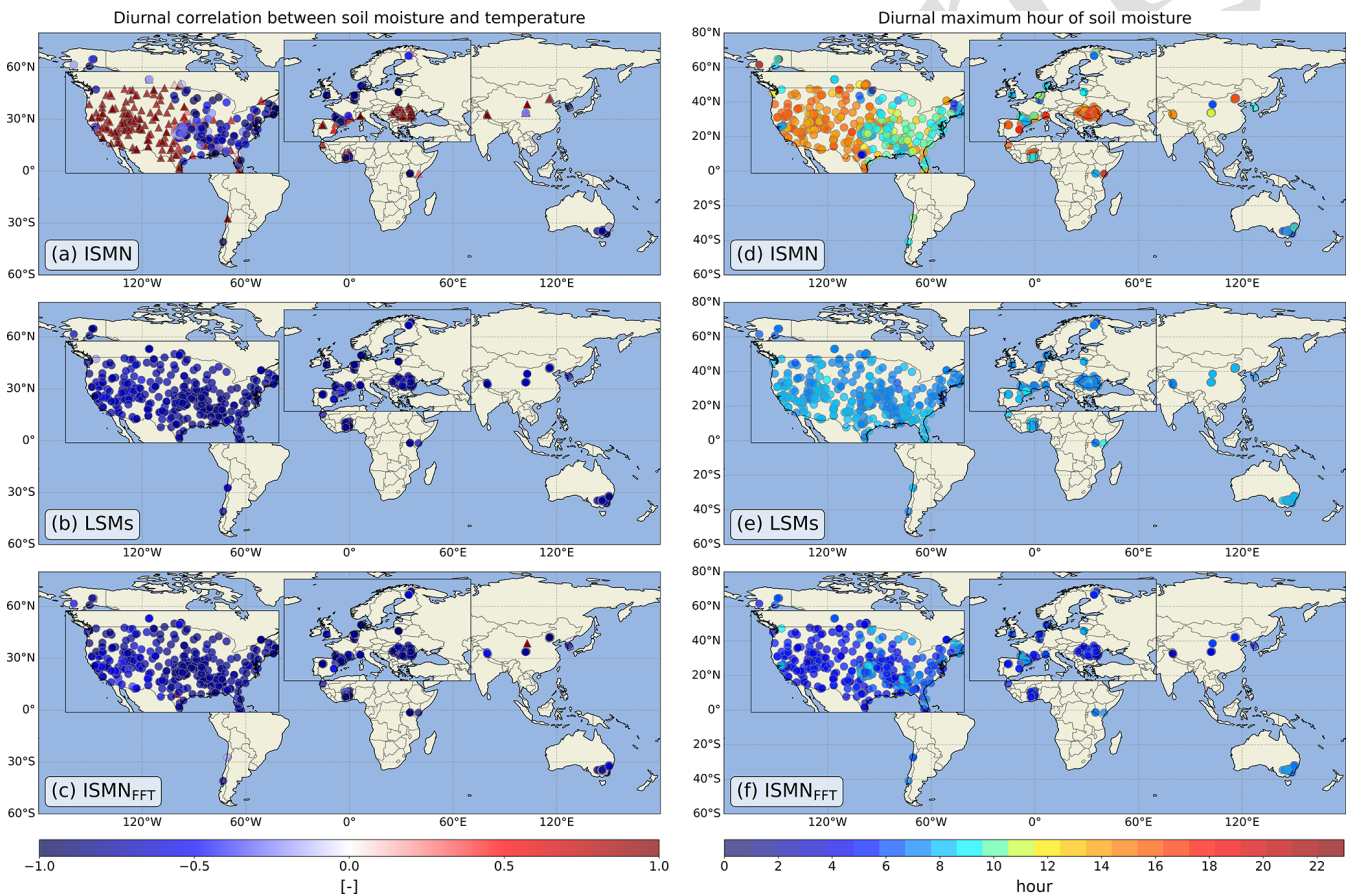 Diurnal correlation between soil moisture and temperature
60°N
30°N
0°
30°S
60°S
(a) ISMN
120°W 60°W 0° 60°E 120°E
60°N
30°N
0°
30°S
60°S
(b) LSMs
120°W 60°W 0° 60°E 120°E
60°N
30°N
0°
30°S
60°S
(c) ISMN_FFT
120°W 60°W 0° 60°E 120°E
−1.0 −0.5 0.0 0.5 1.0
[-]
Diurnal maximum hour of soil moisture
80°N
60°N
40°N
20°N
0°
20°S
40°S
60°S
(d) ISMN
120°W 60°W 0° 60°E 120°E
80°N
60°N
40°N
20°N
0°
20°S
40°S
60°S
(e) LSMs
120°W 60°W 0° 60°E 120°E
80°N
60°N
40°N
20°N
0°
20°S
40°S
60°S
(f) ISMN_FFT
120°W 60°W 0° 60°E 120°E
0 2 4 6 8 10 12 14 16 18 20 22
hour